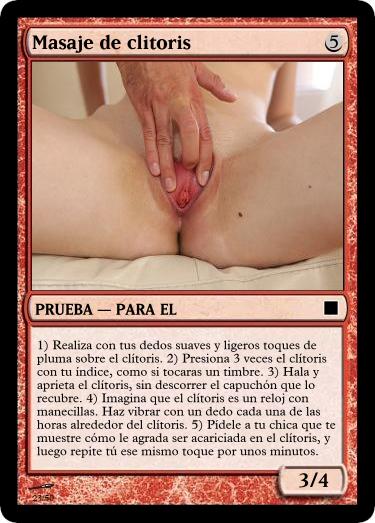 Masaje de clitoris
5
PRUEBA — PARA EL
1) Realiza con tus dedos suaves y ligeros toques de
pluma sobre el clítoris. 2) Presiona 3 veces el clítoris
con tu índice, como si tocaras un timbre. 3) Hala y
aprieta el clítoris, sin descorrer el capuchón que lo
recubre. 4) Imagina que el clítoris es un reloj con
manecillas. Haz vibrar con un dedo cada una de las
horas alrededor del clítoris. 5) Pídele a tu chica que te
muestre cómo le agrada ser acariciada en el clítoris, y
luego repite tú ese mismo toque por unos minutos.
3/4